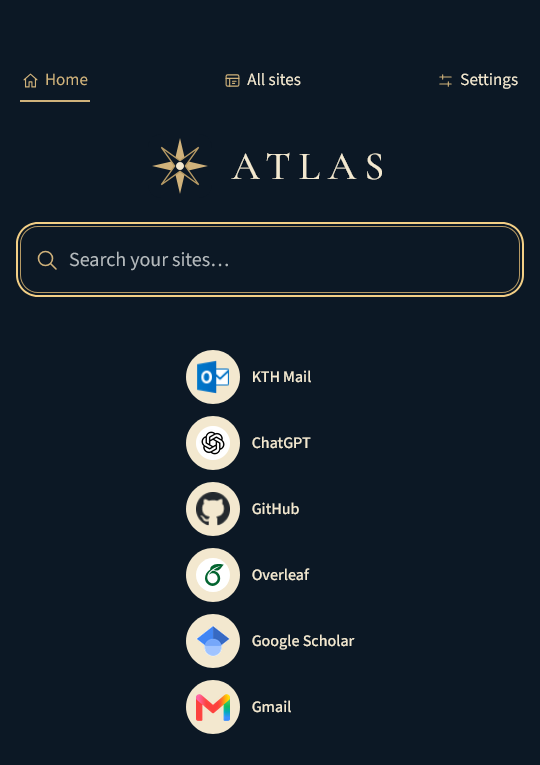 Home
All sites
Settings
ATLAS
Search your sites…
KTH Mail
ChatGPT
GitHub
Overleaf
Google Scholar
Gmail